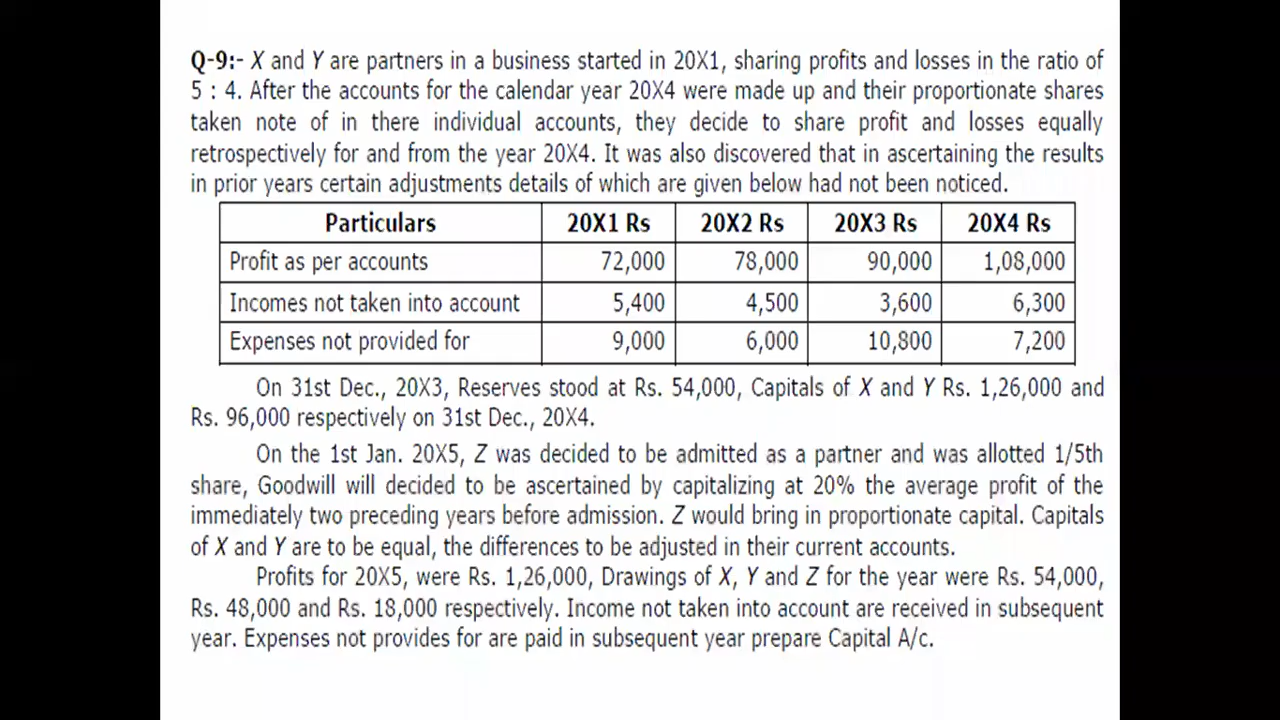 Q-9:- X and Y are partners in a business started in 20X1, sharing profits and losses in the ratio of
5 : 4. After the accounts for the calendar year 20X4 were made up and their proportionate shares
taken note of in there individual accounts, they decide to share profit and losses equally
retrospectively for and from the year 20X4. It was also discovered that in ascertaining the results
in prior years certain adjustments details of which are given below had not been noticed.
Particulars 20X1 Rs 20X2 Rs 20X3 Rs 20X4 Rs
Profit as per accounts 72,000 78,000 90,000 1,08,000
Incomes not taken into account 5,400 4,500 3,600 6,300
Expenses not provided for 9,000 6,000 10,800 7,200
On 31st Dec., 20X3, Reserves stood at Rs. 54,000, Capitals of X and Y Rs. 1,26,000 and
Rs. 96,000 respectively on 31st Dec., 20X4.
On the 1st Jan. 20X5, Z was decided to be admitted as a partner and was allotted 1/5th
share, Goodwill will decided to be ascertained by capitalizing at 20% the average profit of the
immediately two preceding years before admission. Z would bring in proportionate capital. Capitals
of X and Y are to be equal, the differences to be adjusted in their current accounts.
Profits for 20X5, were Rs. 1,26,000, Drawings of X, Y and Z for the year were Rs. 54,000,
Rs. 48,000 and Rs. 18,000 respectively. Income not taken into account are received in subsequent
year. Expenses not provides for are paid in subsequent year prepare Capital A/c.